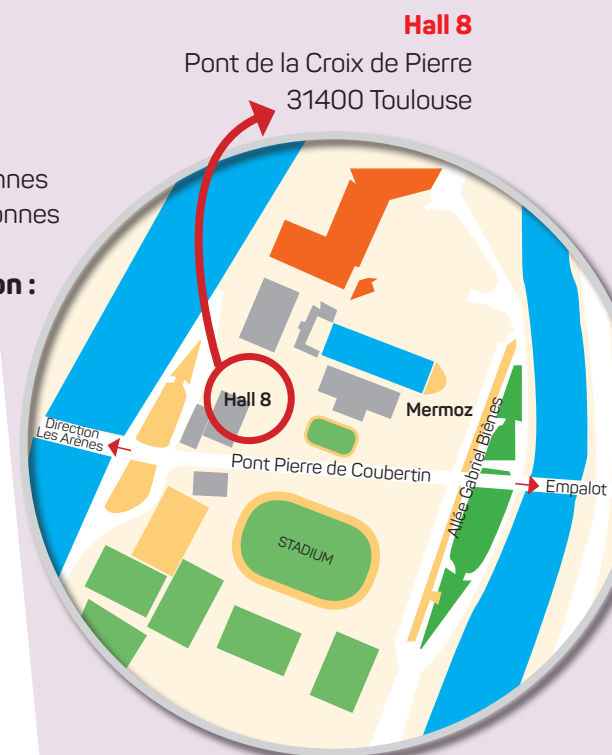 Hall 8
Pont de la Croix de Pierre
31400 Toulouse
nnes
onnes
on :
Hall 8
Mermoz
Direction
Les Arènes
Pont Pierre de Coubertin
Allée Gabriel Biènes
Empalot
STADIUM